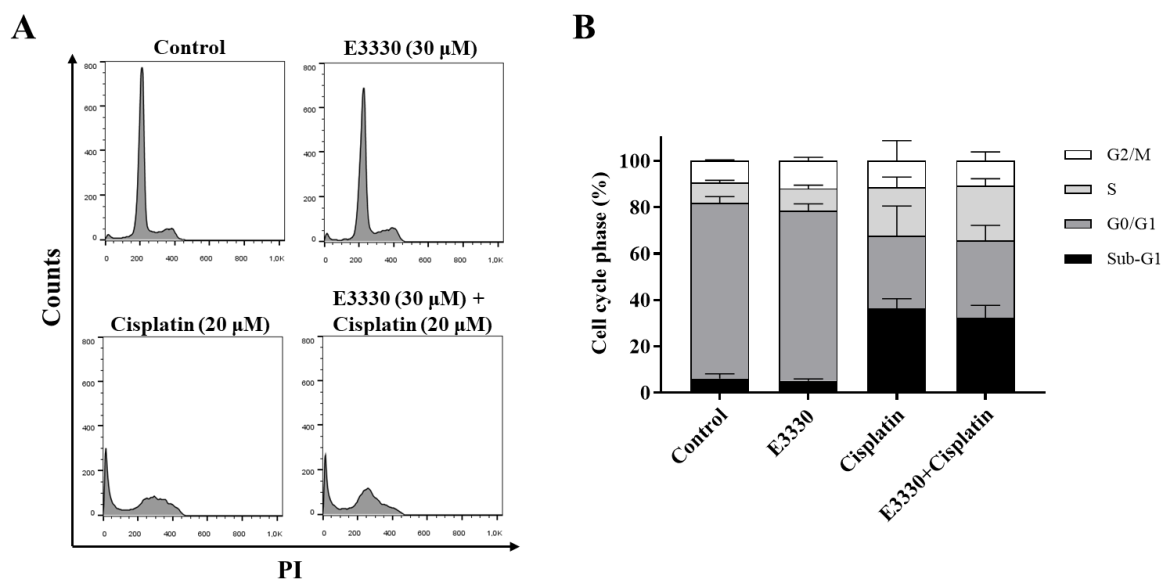 A
B
Control
E3330 (30 μM)
800
600
400
200
0
0
200
400
600
800
1,0K
800
600
400
200
0
0
200
400
600
800
1,0K
Cisplatin (20 μM)
E3330 (30 μM) +
Cisplatin (20 μM)
800
600
400
200
0
0
200
400
600
800
1,0K
800
600
400
200
0
0
200
400
600
800
1,0K
Counts
PI
Cell cycle phase (%)
100
80
60
40
20
0
Control
E3330
Cisplatin
E3330+Cisplatin
G2/M
S
G0/G1
Sub-G1